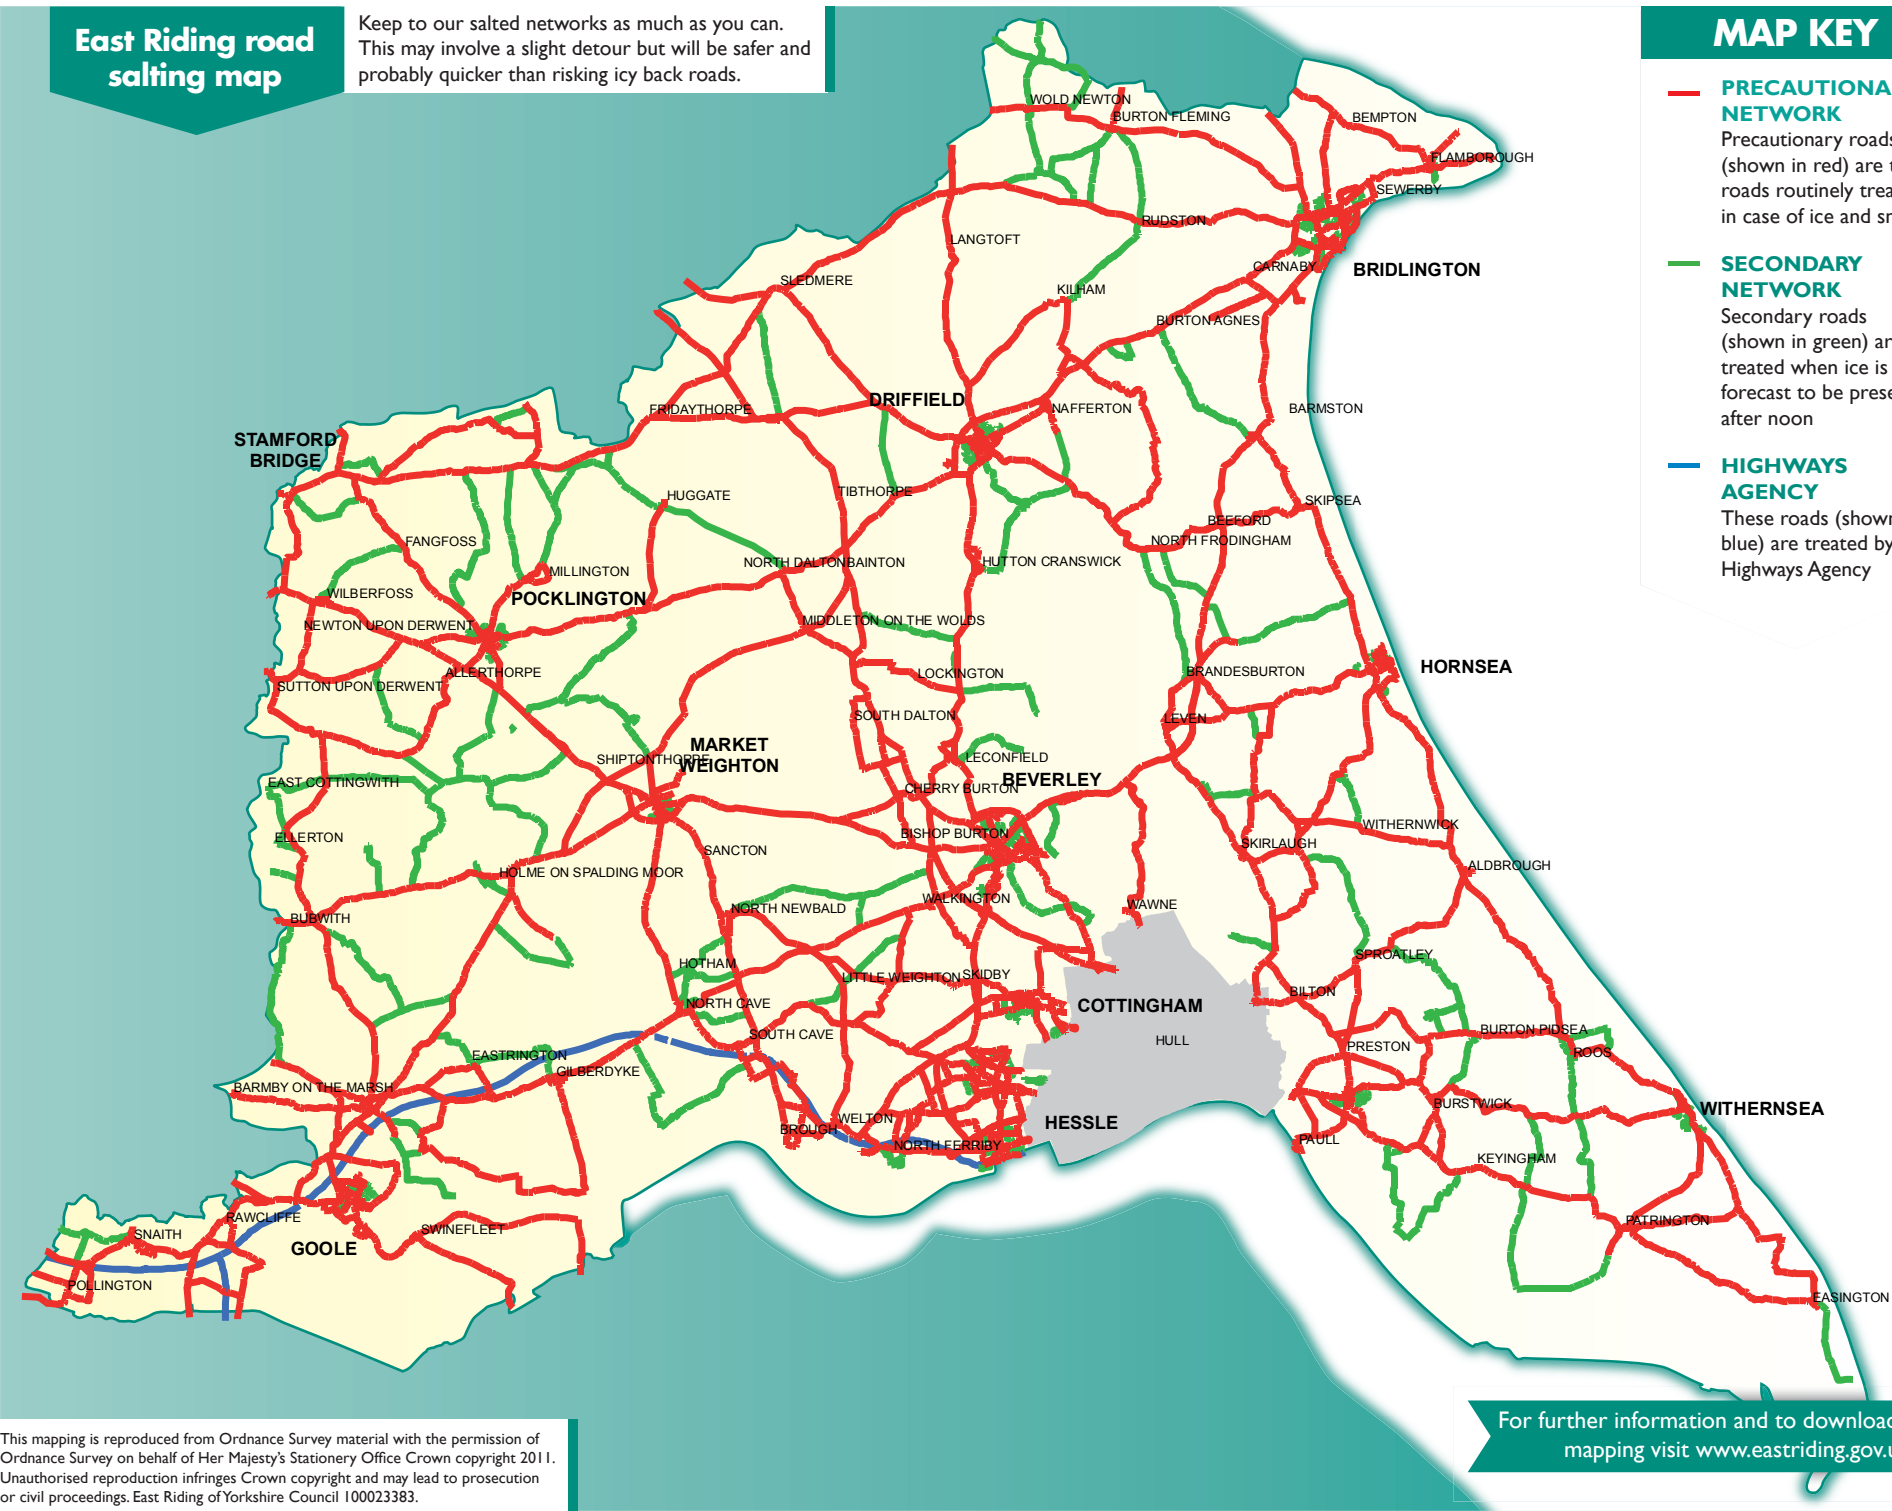 East Riding road
salting map
Keep to our salted networks as much as you can.
This may involve a slight detour but will be safer and
probably quicker than risking icy back roads.
MAP KEY
PRECAUTIONA
NETWORK
Precautionary roads
(shown in red) are t
roads routinely trea
in case of ice and sn
SECONDARY
NETWORK
Secondary roads
(shown in green) ar
treated when ice is
forecast to be prese
after noon
HIGHWAYS
AGENCY
These roads (shown
blue) are treated by
Highways Agency
WOLD NEWTON
BURTON FLEMING
BEMPTON
FLAMBOROUGH
SEWERBY
RUDSTON
LANGTOFT
CARNABY
BRIDLINGTON
SLEDMERE
KILHAM
BURTON AGNES
DRIFFIELD
FRIDAYTHORPE
NAFFERTON
BARMSTON
STAMFORD
BRIDGE
TIBTHORPE
HUGGATE
SKIPSEA
BEEFORD
FANGFOSS
NORTH FRODINGHAM
NORTH DALTON
BAINTON
HUTTON CRANSWICK
MILLINGTON
WILBERFOSS
POCKLINGTON
NEWTON UPON DERWENT
MIDDLETON ON THE WOLDS
ALLERTHORPE
LOCKINGTON
BRANDESBURTON
HORNSEA
SUTTON UPON DERWENT
SOUTH DALTON
LEVEN
MARKET
WEIGHTON
SHIPTONTHORPE
LECONFIELD
BEVERLEY
EAST COTTINGWITH
CHERRY BURTON
ELLERTON
BISHOP BURTON
WITHERNWICK
SANCTON
SKIRLAUGH
ALDBROUGH
HOLME ON SPALDING MOOR
WALKINGTON
WAWNE
NORTH NEWBALD
BUBWITH
SPROATLEY
HOTHAM
LITTLE WEIGHTON
SKIDBY
BILTON
NORTH CAVE
COTTINGHAM
SOUTH CAVE
HULL
BURTON PIDSEA
PRESTON
ROOS
EASTRINGTON
GILBERDYKE
BARMBY ON THE MARSH
BURSTWICK
WITHERNSEA
WELTON
BROUGH
HESSLE
NORTH FERRIBY
PAULL
KEYINGHAM
RAWCLIFFE
SWINEFLEET
PATRINGTON
SNAITH
GOOLE
POLLINGTON
EASINGTON
For further information and to download
mapping visit www.eastriding.gov.u
This mapping is reproduced from Ordnance Survey material with the permission of
Ordnance Survey on behalf of Her Majesty's Stationery Office Crown copyright 2011.
Unauthorised reproduction infringes Crown copyright and may lead to prosecution
or civil proceedings. East Riding of Yorkshire Council 100023383.